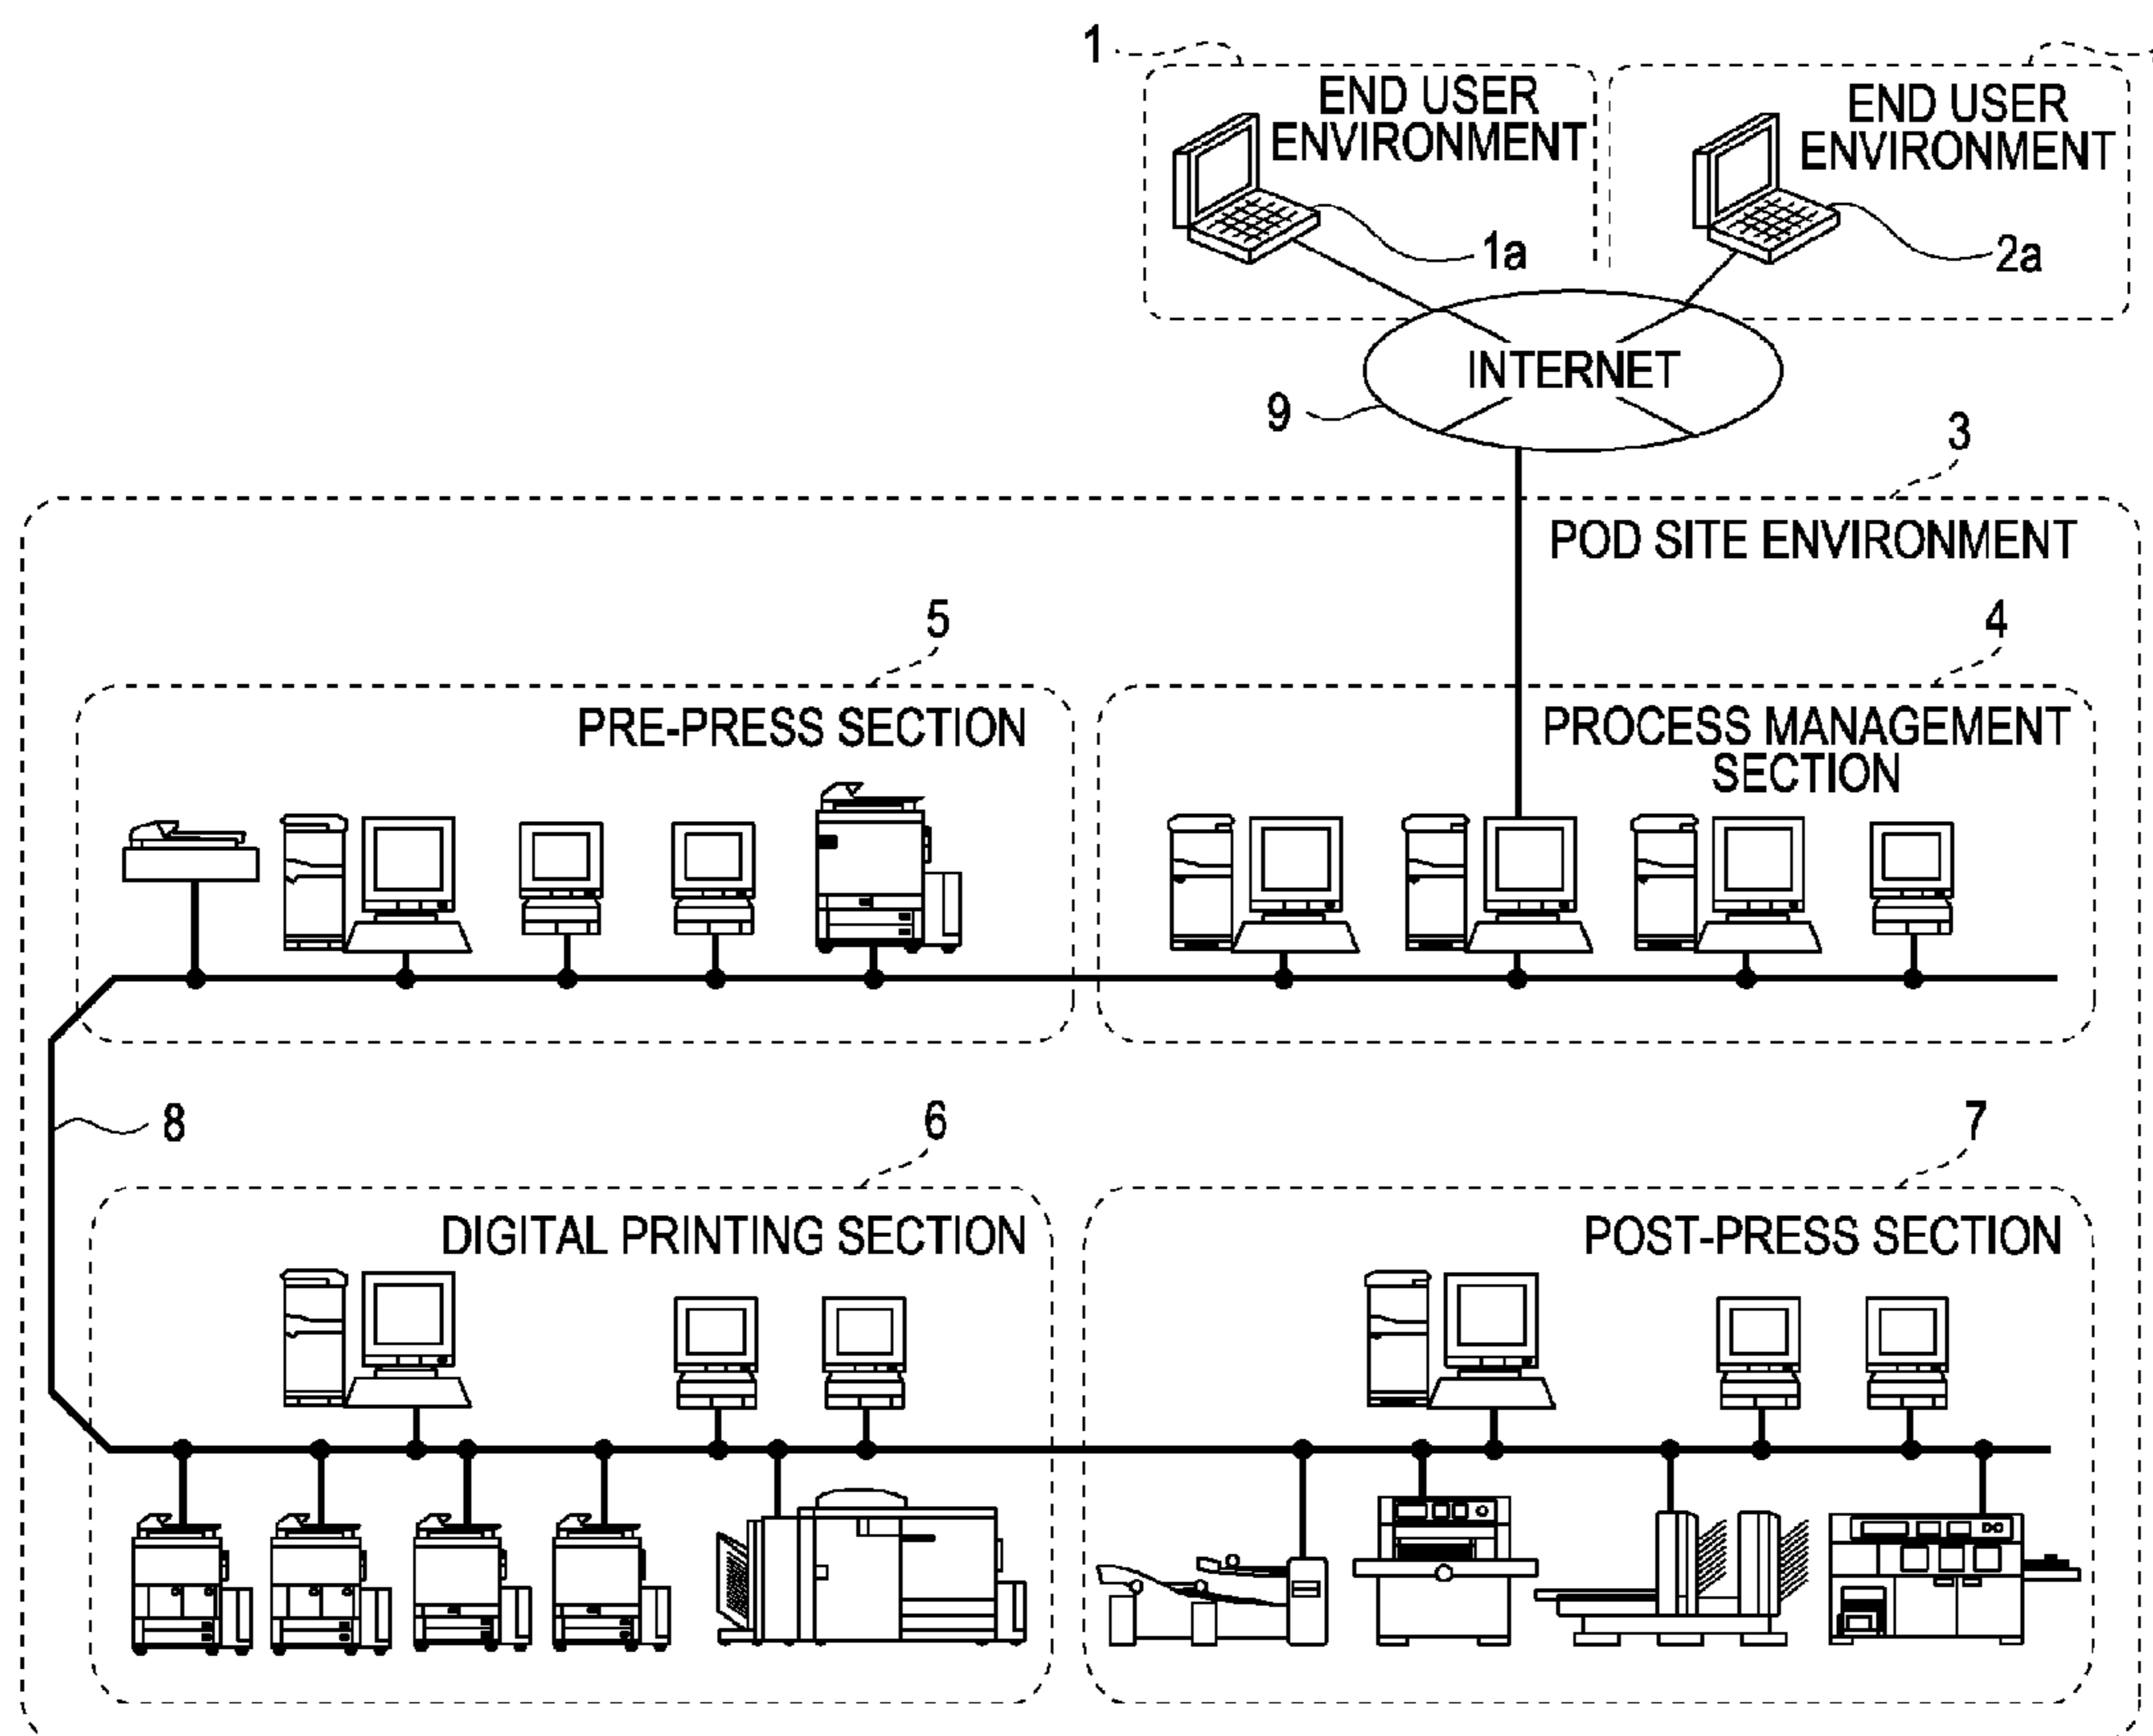 1
END USER
ENVIRONMENT
END USER
ENVIRONMENT
1a
2a
INTERNET
9
3
POD SITE ENVIRONMENT
5
4
PRE-PRESS SECTION
PROCESS MANAGEMENT
SECTION
8
6
7
DIGITAL PRINTING SECTION
POST-PRESS SECTION